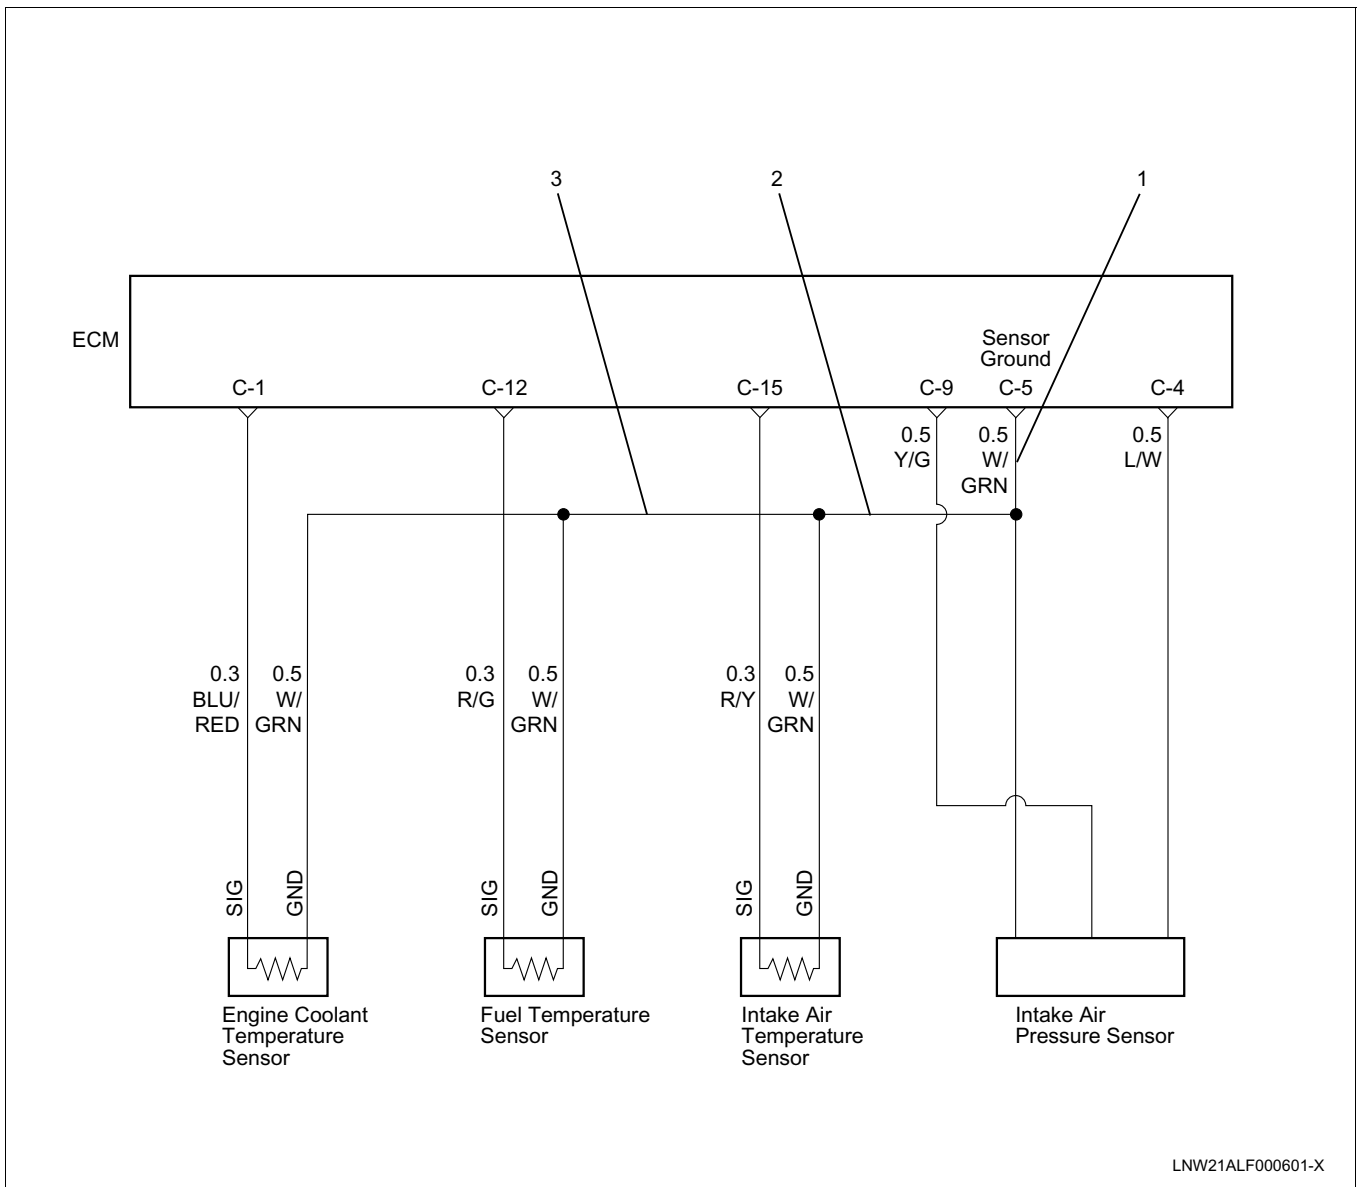 3
2
1
ECM
Sensor
Ground
C-1
C-12
C-15
C-9
C-5
C-4
0.5
Y/G
0.5
W/
GRN
0.5
L/W
0.3
BLU/
RED
0.5
W/
GRN
0.3
R/G
0.5
W/
GRN
0.3
R/Y
0.5
W/
GRN
SIG
GND
SIG
GND
SIG
GND
Engine Coolant
Temperature
Sensor
Fuel Temperature
Sensor
Intake Air
Temperature
Sensor
Intake Air
Pressure Sensor
LNW21ALF000601-X